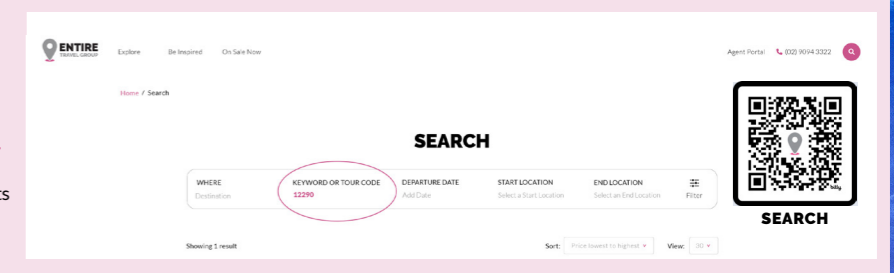 ENTIRE
TRAVEL GROUP
Explore Be Inspired On Sale Now
Agent Portal (02) 9094 3322
Home / Search
SEARCH
WHERE
Destination
KEYWORD OR TOUR CODE
12290
DEPARTURE DATE
Add Date
START LOCATION
Select a Start Location
END LOCATION
Select an End Location
Filter
Showing 1 result
Sort: Price lowest to highest
View: 30
bitly
SEARCH
ts